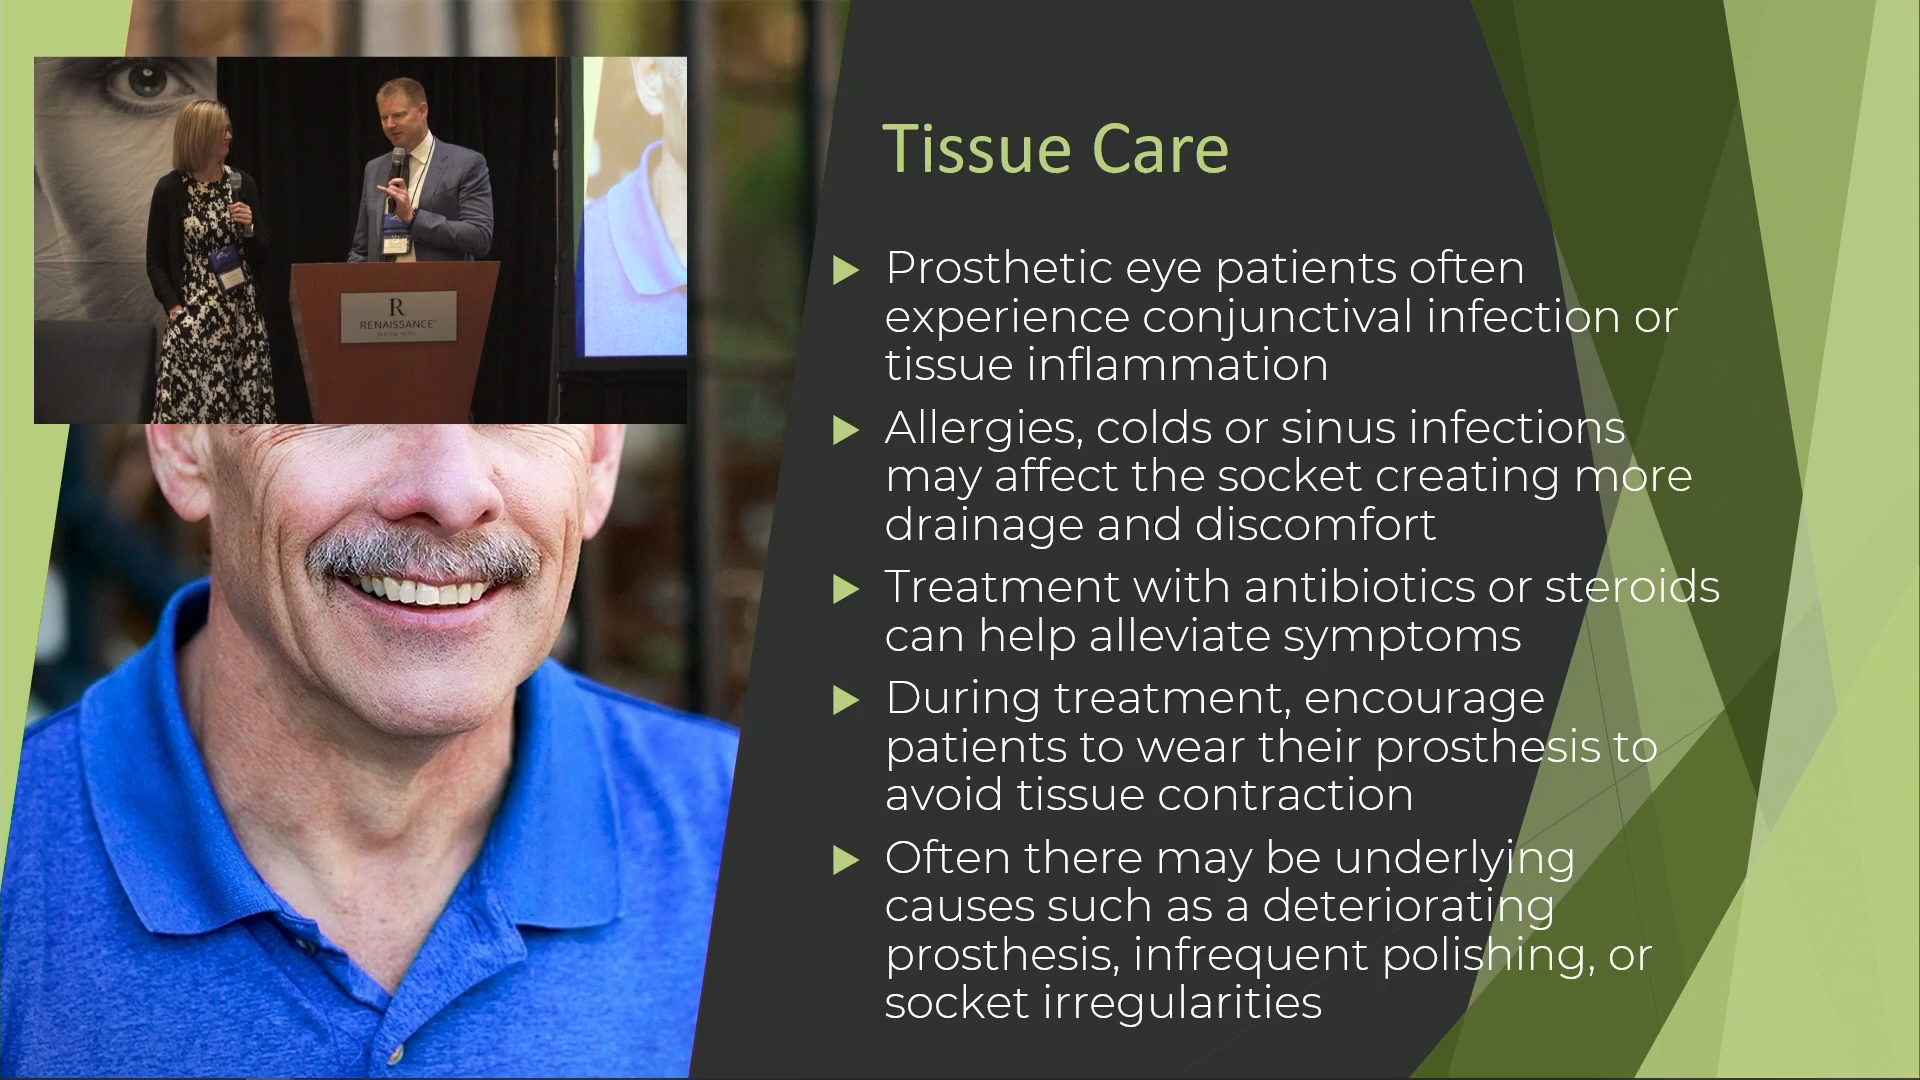 Tissue Care
Prosthetic eye patients often
experience conjunctival infection or
tissue inflammation
Allergies, colds or sinus infections
may affect the socket creating more
drainage and discomfort
Treatment with antibiotics or steroids
can help alleviate symptoms
During treatment, encourage
patients to wear their prosthesis to
avoid tissue contraction
Often there may be underlying
causes such as a deteriorating
prosthesis, infrequent polishing, or
socket irregularities
R
RENAISSANCE
SEATTLE HOTEL